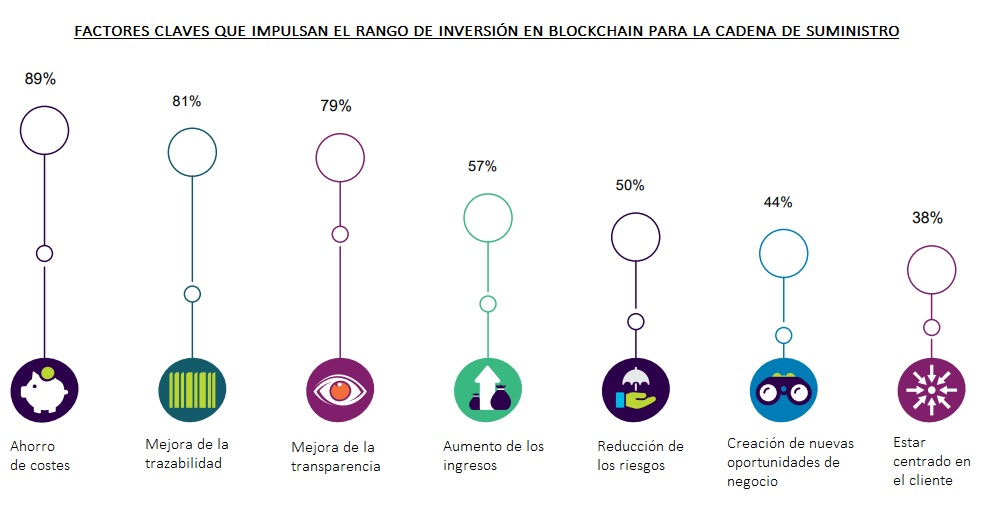 FACTORES CLAVES QUE IMPULSAN EL RANGO DE INVERSIÓN EN BLOCKCHAIN PARA LA CADENA DE SUMINISTRO
89%
81%
79%
57%
50%
44%
38%
Ahorro
de costes
Mejora de la
trazabilidad
Mejora de la
transparencia
Aumento de los
ingresos
Reducción de
los riesgos
Creación de nuevas
oportunidades de
negocio
Estar
centrado en
el cliente